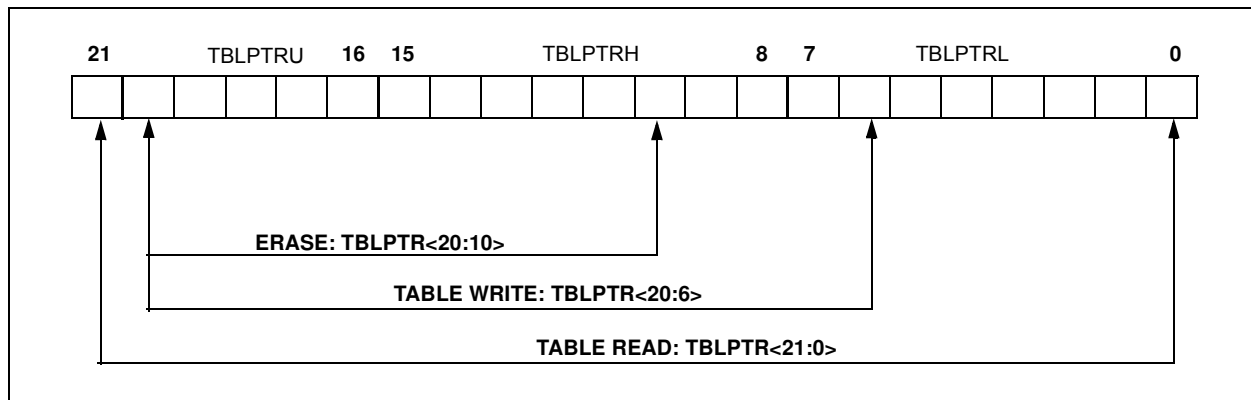 21 TBLPTRU 16 15 TBLPTRH 8 7 TBLPTRL 0
ERASE: TBLPTR<20:10>
TABLE WRITE: TBLPTR<20:6>
TABLE READ: TBLPTR<21:0>